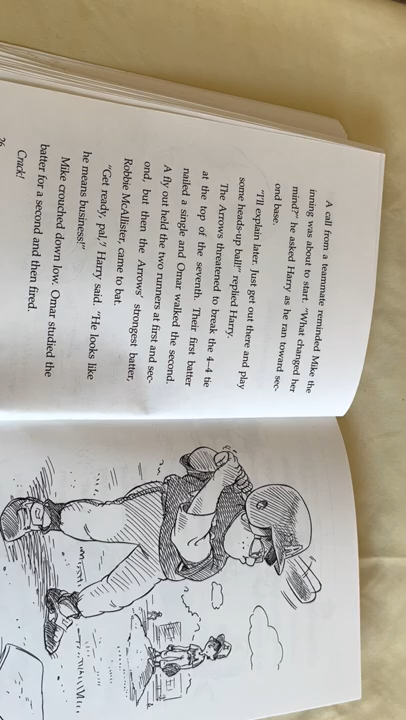 A call from a teammate reminded Mike the
inning was about to start. "What changed her
mind?" he asked Harry as he ran toward sec-
ond base.
"I'll explain later. Just get out there and play
some heads-up ball!" replied Harry.
The Arrows threatened to break the 4–4 tie
at the top of the seventh. Their first batter
nailed a single and Omar walked the second.
A fly out held the two runners at first and sec-
ond, but then the Arrows' strongest batter,
Robbie McAllister, came to bat.
"Get ready, pal," Harry said. "He looks like
he means business!"
Mike crouched down low. Omar studied the
batter for a second and then fired.
Crack!